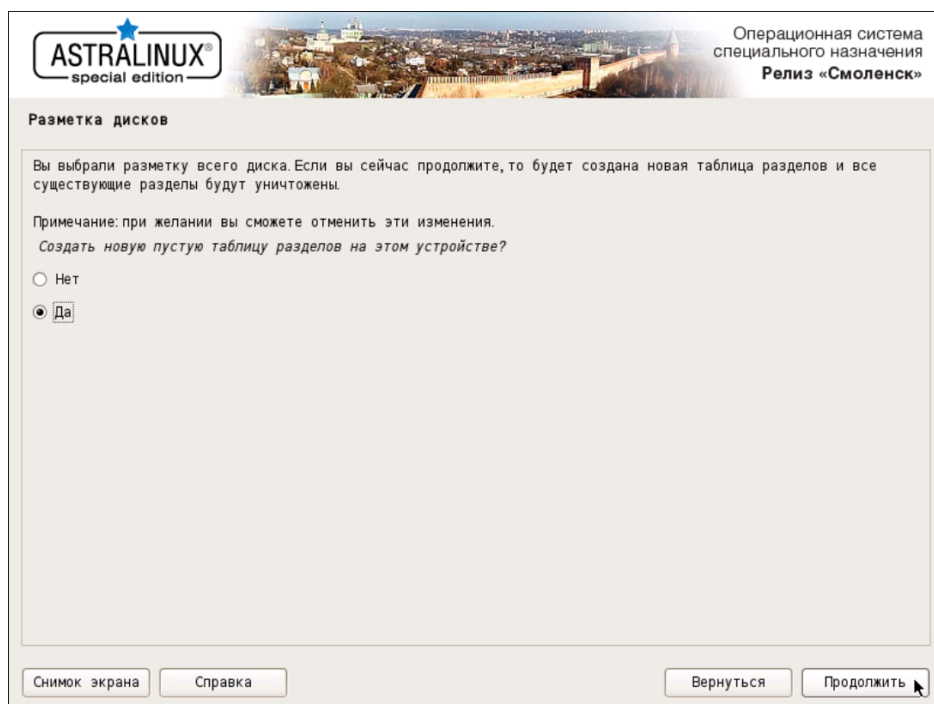 ASTRALINUX®
special edition
Операционная система
специального назначения
Релиз «Смоленск»
Разметка дисков
Вы выбрали разметку всего диска. Если вы сейчас продолжите, то будет создана новая таблица разделов и все
существующие разделы будут уничтожены.
Примечание: при желании вы сможете отменить эти изменения.
Создать новую пустую таблицу разделов на этом устройстве?
Нет
Да
Снимок экрана
Справка
Вернуться
Продолжить